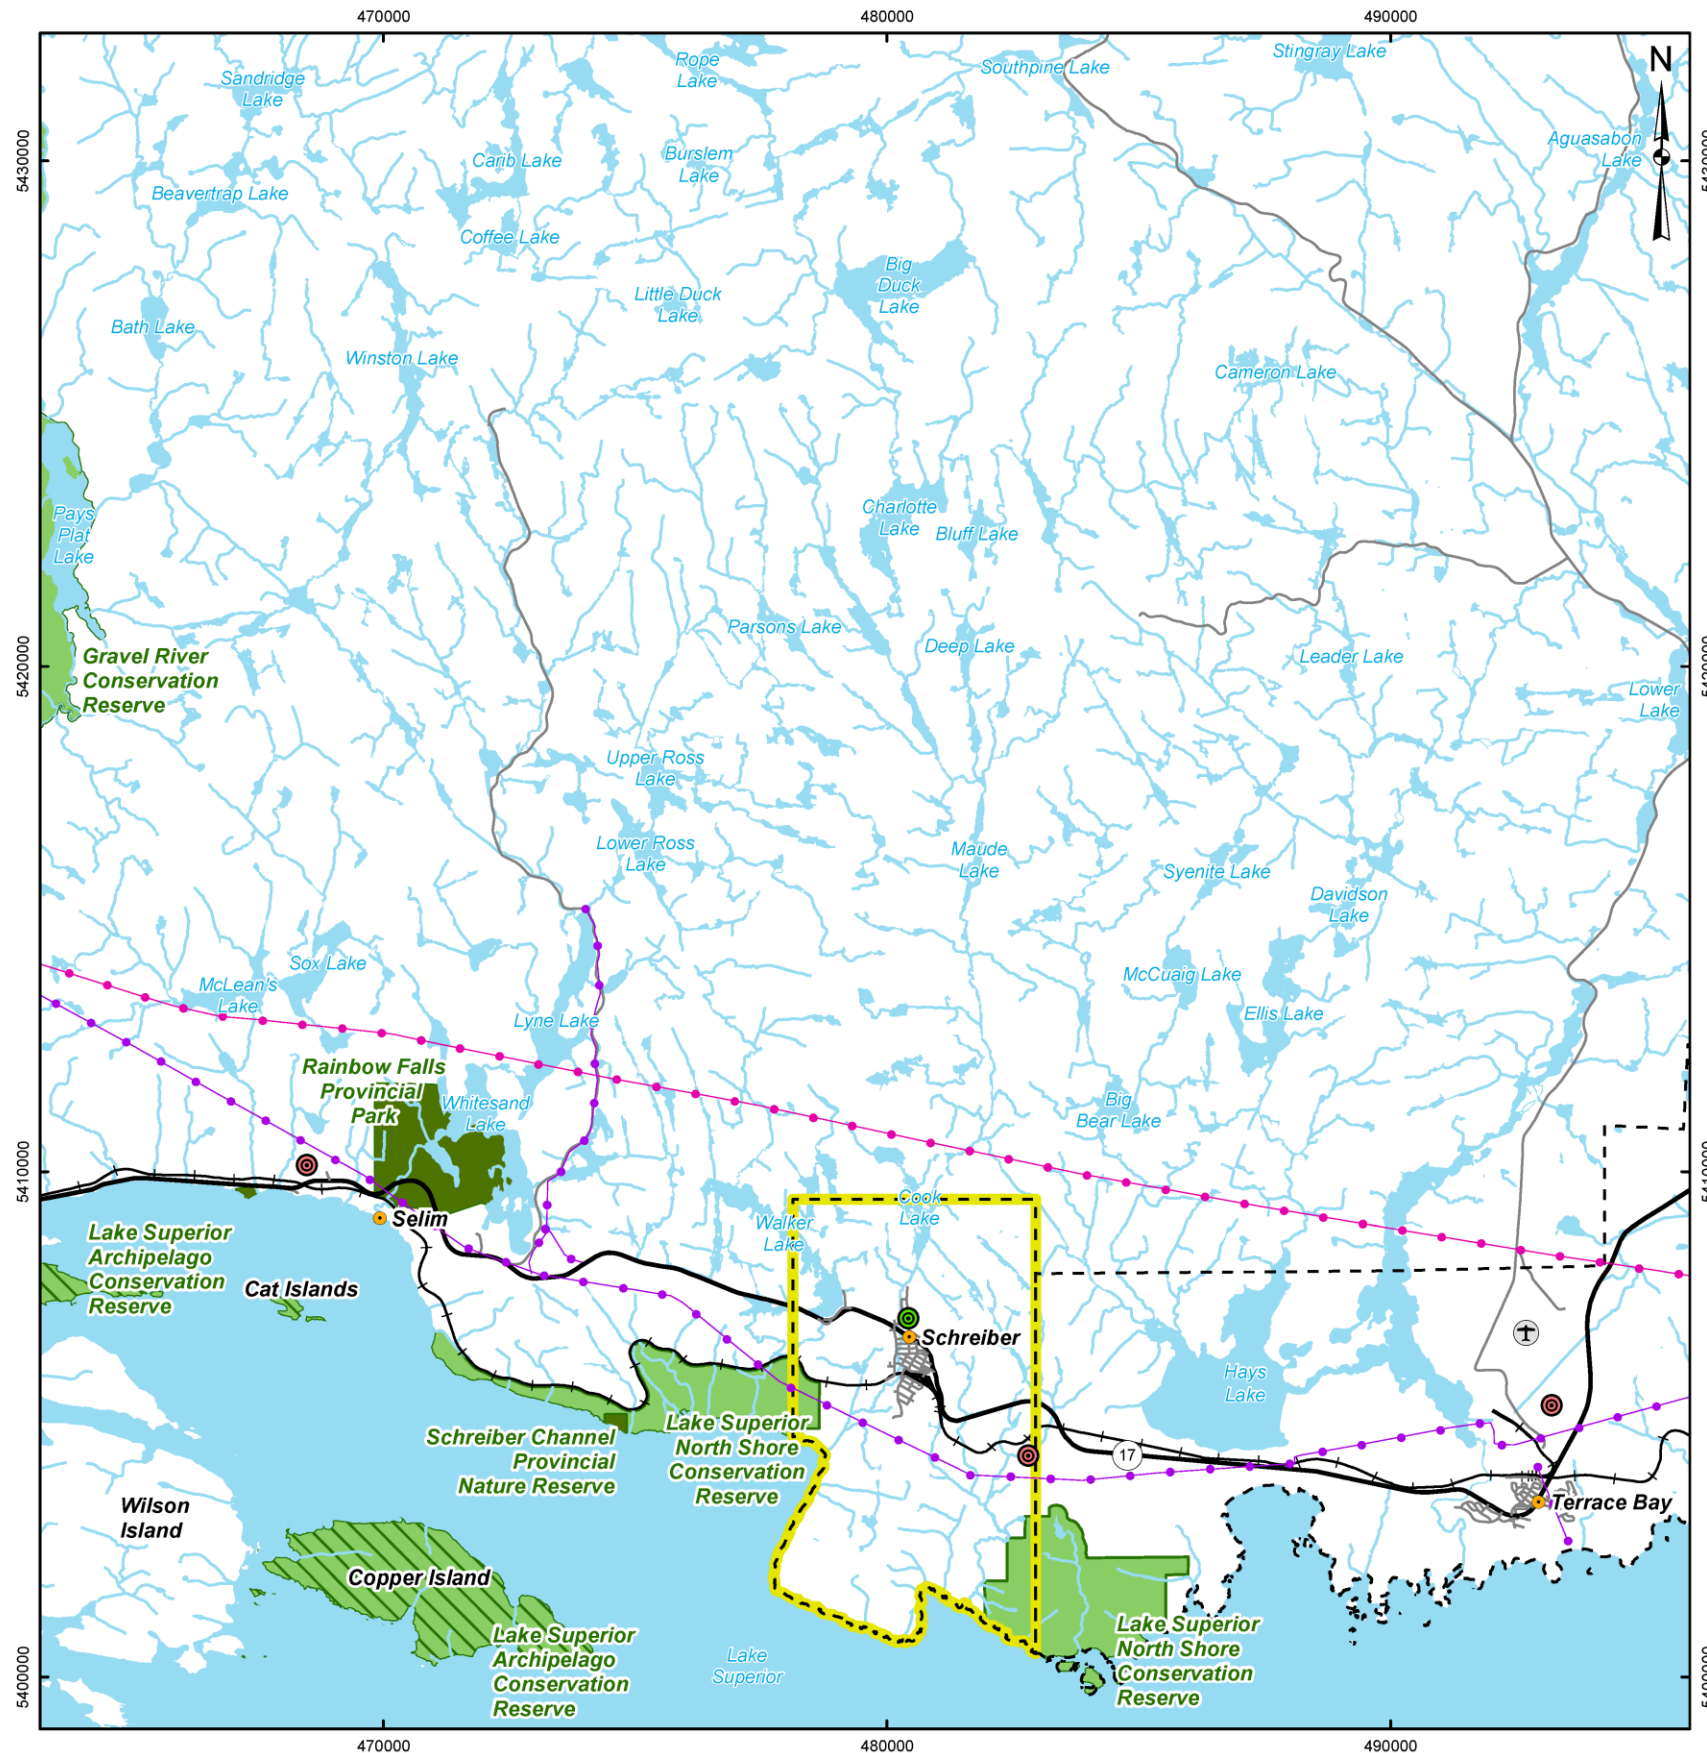 470000
480000
490000
Rope
Lake
Southpine Lake
Stingray Lake
N
Sandridge
Lake
5430000
Carib Lake
Burslem
Lake
Aguasabon
Lake
Beavertrap Lake
Coffee Lake
Big
Duck
Lake
Little Duck
Lake
Bath Lake
Winston Lake
Cameron Lake
Pays
Plat
Lake
Charlotte
Lake
Bluff Lake
Parsons Lake
Deep Lake
Leader Lake
5420000
Gravel River
Conservation
Reserve
Lower
Lake
Upper Ross
Lake
Lower Ross
Lake
Maude
Lake
Syenite Lake
Davidson
Lake
Sox Lake
McLean's
Lake
McCuaig Lake
Lyne Lake
Ellis Lake
Rainbow Falls
Provincial
Park
Whitesand
Lake
Big
Bear Lake
5410000
Cook
Lake
Walker
Lake
Selim
Lake Superior
Archipelago
Conservation
Reserve
Cat Islands
Schreiber
Hays
Lake
Schreiber Channel
Provincial
Nature Reserve
Lake Superior
North Shore
Conservation
Reserve
17
Wilson
Island
Terrace Bay
Copper Island
Lake Superior
Archipelago
Conservation
Reserve
Lake
Superior
Lake Superior
North Shore
Conservation
Reserve
5400000
470000
480000
490000